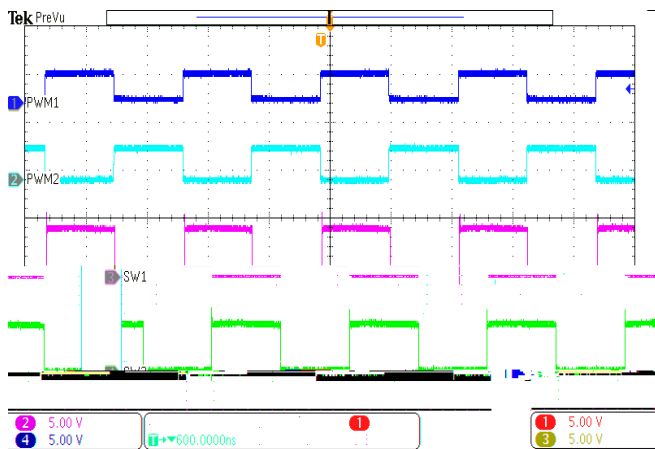 Tek PreVu
T
1 PWM1
2 PWM2
3 SW1
2 5.00 V 1 1 5.00 V
4 5.00 V T→▼600.0000ns 3 5.00 V